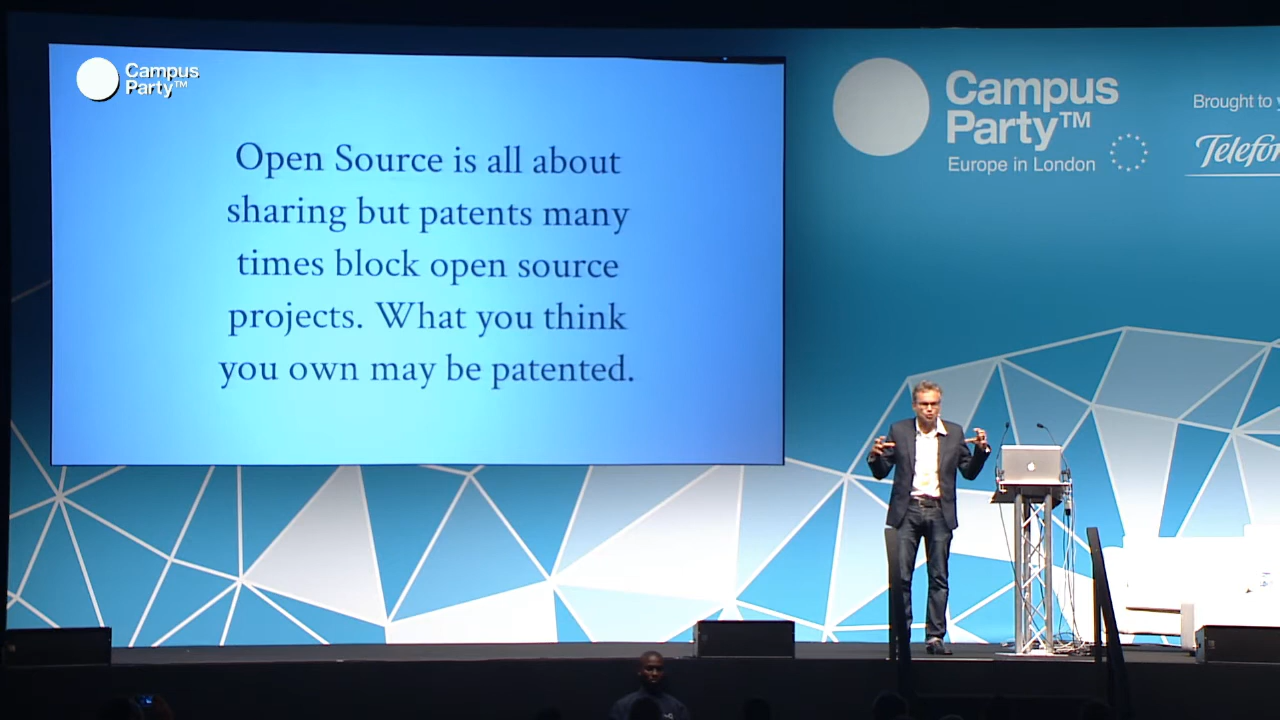 Campus
Party™
Open Source is all about
sharing but patents many
times block open source
projects. What you think
you own may be patented.
Campus
Party™
Europe in London
Brought to